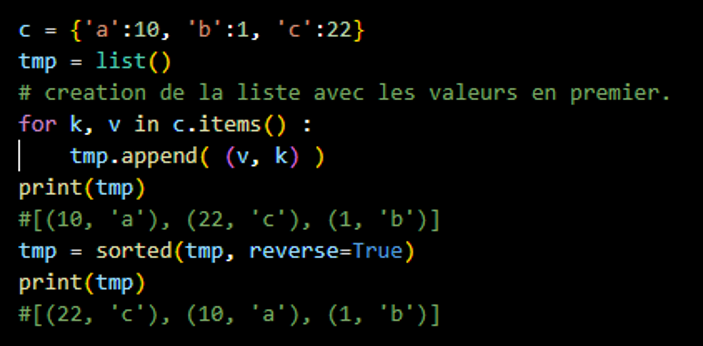 c = {'a':10, 'b':1, 'c':22}
tmp = list()
# creation de la liste avec les valeurs en premier.
for k, v in c.items() :
    tmp.append( (v, k) )
print(tmp)
#[(10, 'a'), (22, 'c'), (1, 'b')]
tmp = sorted(tmp, reverse=True)
print(tmp)
#[(22, 'c'), (10, 'a'), (1, 'b')]